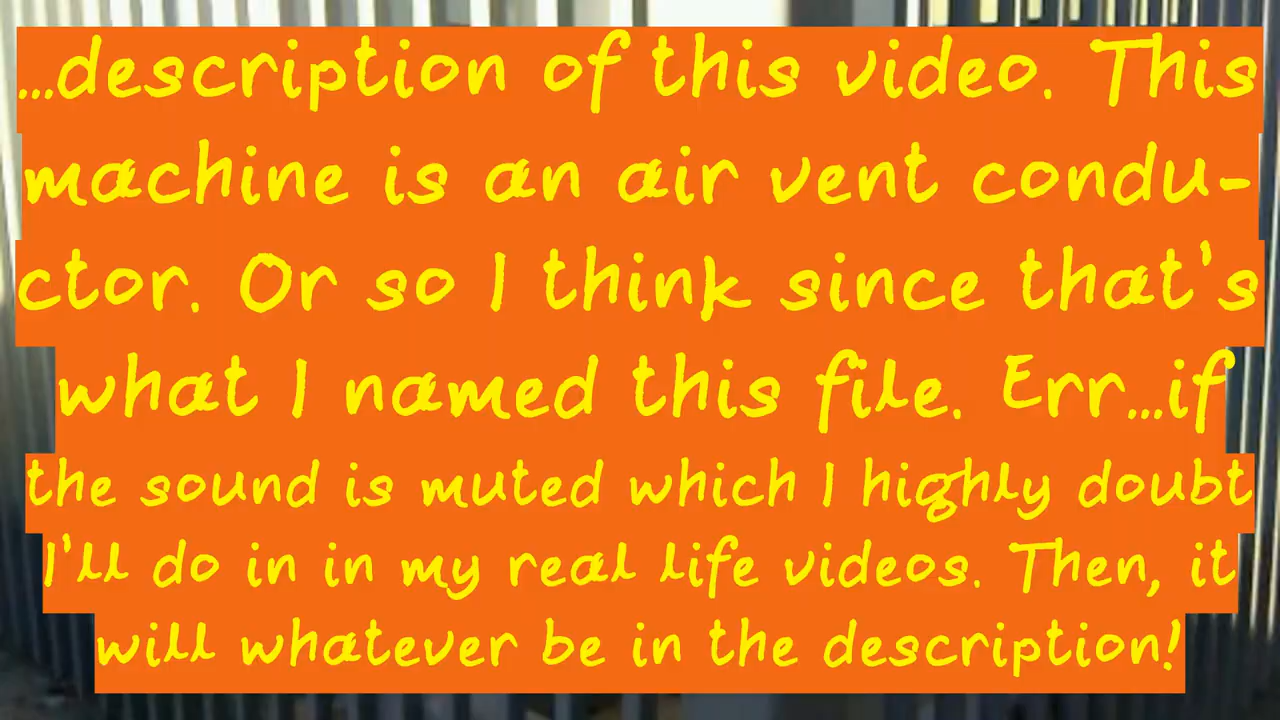 ...description of this video. This
machine is an air vent condu-
ctor. Or so I think since that's
what I named this file. Err...if
the sound is muted which I highly doubt
I'll do in in my real life videos. Then, it
will whatever be in the description!